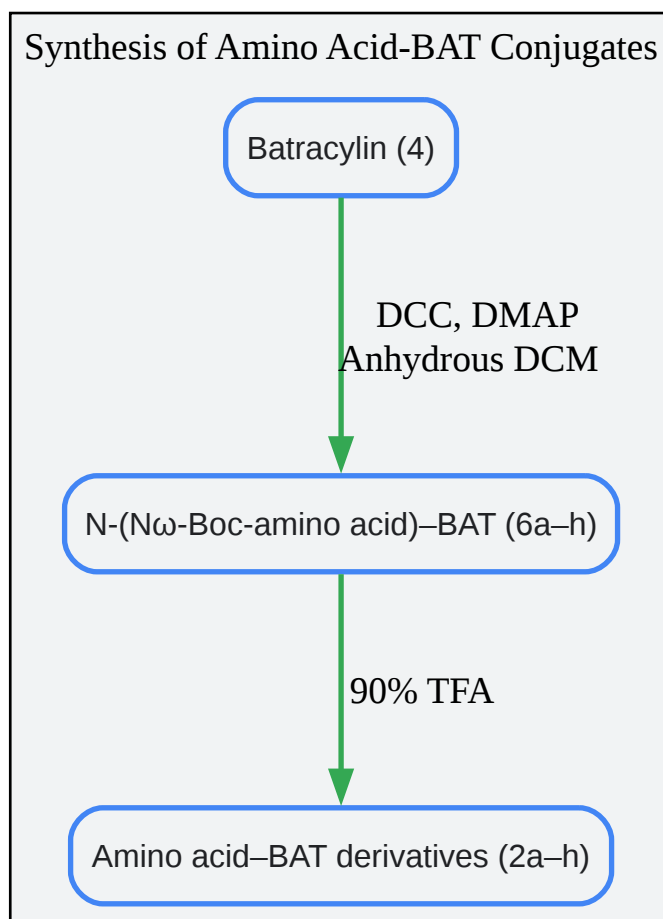 Synthesis of Amino Acid-BAT Conjugates
Batracylin (4)
DCC, DMAP
Anhydrous DCM
N-(Nω-Boc-amino acid)–BAT (6a–h)
90% TFA
Amino acid–BAT derivatives (2a–h)